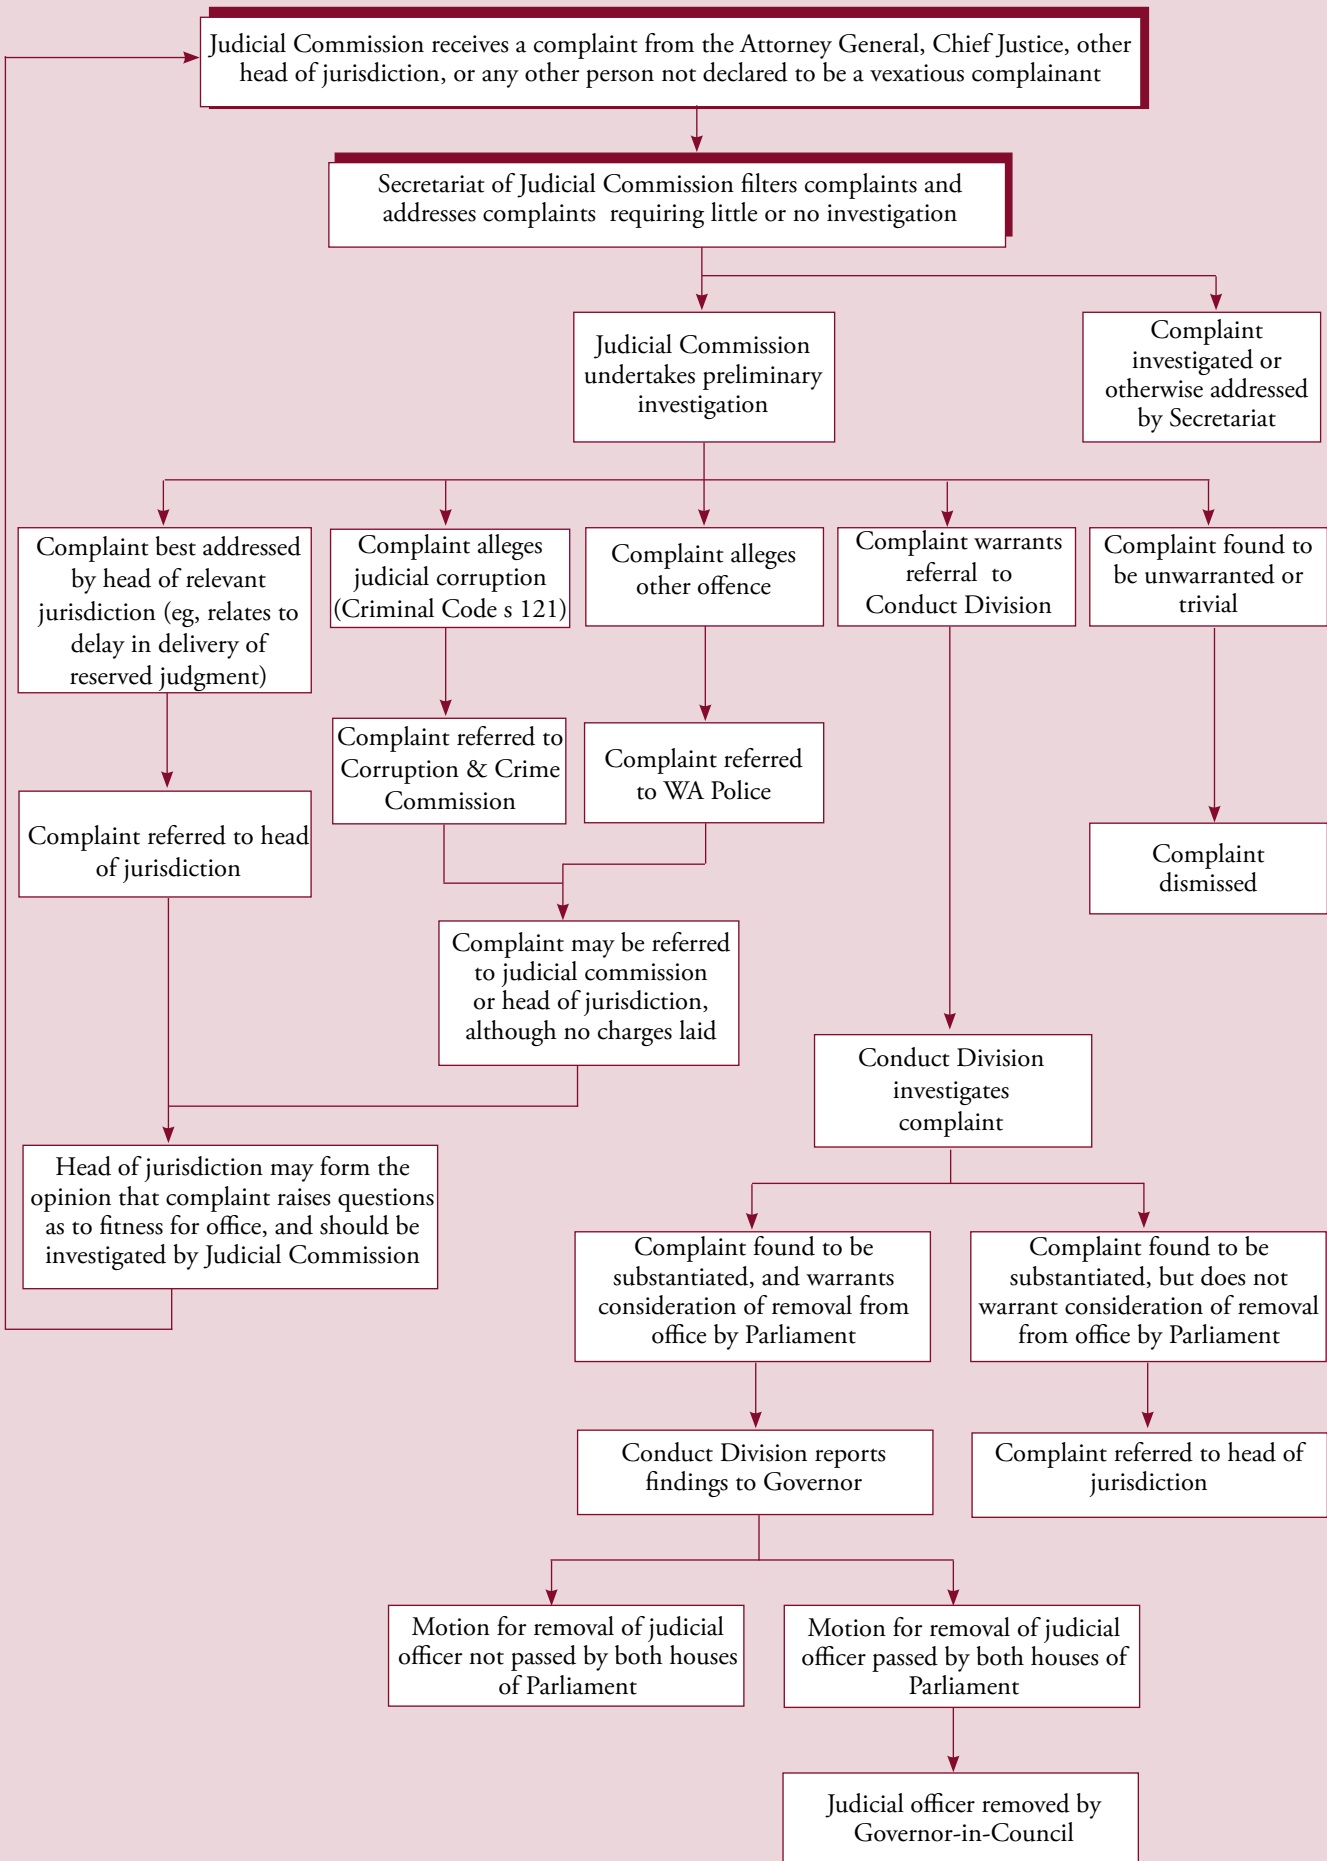 Judicial Commission receives a complaint from the Attorney General, Chief Justice, other
head of jurisdiction, or any other person not declared to be a vexatious complainant
Secretariat of Judicial Commission filters complaints and
addresses complaints requiring little or no investigation
Judicial Commission
undertakes preliminary
investigation
Complaint
investigated or
otherwise addressed
by Secretariat
Complaint best addressed
by head of relevant
jurisdiction (eg, relates to
delay in delivery of
reserved judgment)
Complaint alleges
judicial corruption
(Criminal Code s 121)
Complaint alleges
other offence
Complaint warrants
referral to
Conduct Division
Complaint found to
be unwarranted or
trivial
Complaint referred to head
of jurisdiction
Complaint referred to
Corruption & Crime
Commission
Complaint referred
to WA Police
Complaint
dismissed
Complaint may be referred
to judicial commission
or head of jurisdiction,
although no charges laid
Conduct Division
investigates
complaint
Head of jurisdiction may form the
opinion that complaint raises questions
as to fitness for office, and should be
investigated by Judicial Commission
Complaint found to be
substantiated, and warrants
consideration of removal from
office by Parliament
Complaint found to be
substantiated, but does not
warrant consideration of removal
from office by Parliament
Conduct Division reports
findings to Governor
Complaint referred to head of
jurisdiction
Motion for removal of judicial
officer not passed by both houses
of Parliament
Motion for removal of judicial
officer passed by both houses of
Parliament
Judicial officer removed by
Governor-in-Council